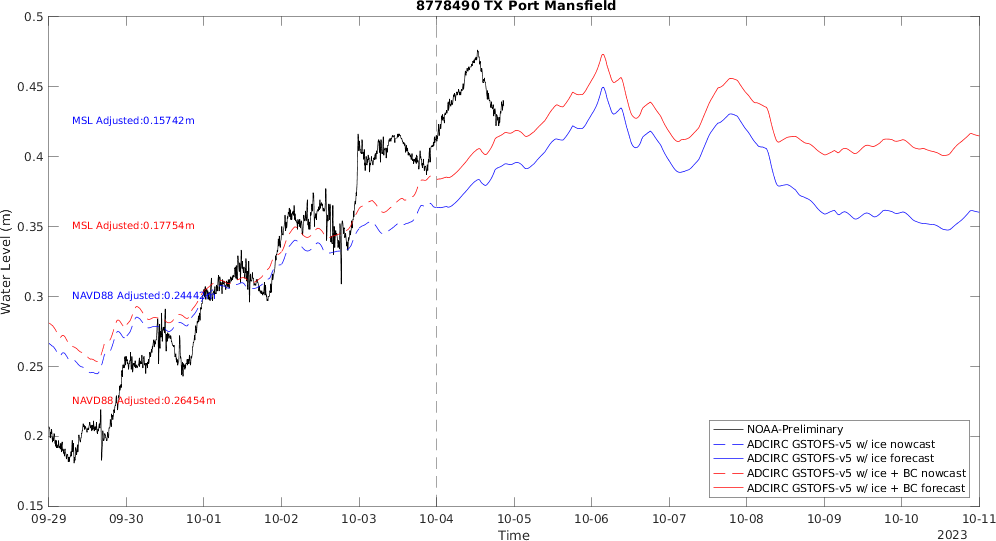 8778490 TX Port Mansfield
0.5
0.45
0.4
0.35
0.3
0.25
0.2
0.15
Water Level (m)
MSL Adjusted:0.15742m
MSL Adjusted:0.17754m
NAVD88 Adjusted:0.2444
NAVD88 Adjusted:0.26454m
NOAA-Preliminary
ADCIRC GSTOFS-v5 w/ ice nowcast
ADCIRC GSTOFS-v5 w/ ice forecast
ADCIRC GSTOFS-v5 w/ ice + BC nowcast
ADCIRC GSTOFS-v5 w/ ice + BC forecast
09-29 09-30 10-01 10-02 10-03 10-04 10-05 10-06 10-07 10-08 10-09 10-10 10-11
Time
2023